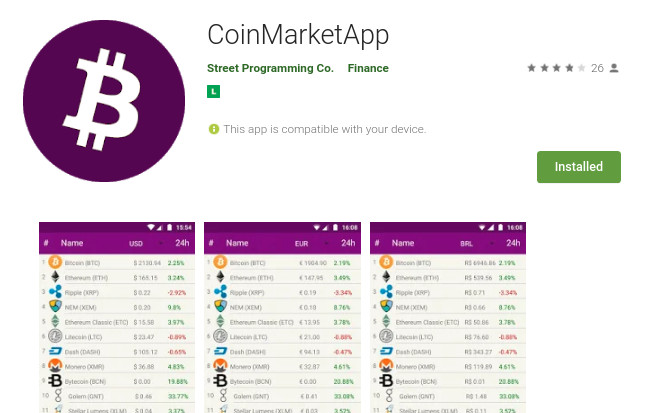 CoinMarketApp
Street Programming Co. Finance
26
L
This app is compatible with your device.
Installed
15:54
# Name USD 24h
1 Bitcoin (BTC) $ 2130.94 2.25%
2 Ethereum (ETH) $ 169.15 3.24%
3 Ripple (XRP) $ 0.22 -2.92%
4 NEM (XEM) $ 0.20 9.8%
5 Ethereum Classic (ETC) $ 15.58 3.97%
6 Litecoin (LTC) $ 23.47 -0.89%
7 Dash (DASH) $ 105.12 -0.65%
8 Monero (XMR) $ 36.88 4.83%
9 Bytecoin (BCN) $ 0.00 19.88%
10 Golem (GNT) $ 0.46 33.77%
11 Stellar Lumens (XLM) $ 0.04 3.37%
16:08
# Name EUR 24h
1 Bitcoin (BTC) € 1904.90 2.19%
2 Ethereum (ETH) € 147.95 3.49%
3 Ripple (XRP) € 0.19 -3.34%
4 NEM (XEM) € 0.18 8.76%
5 Ethereum Classic (ETC) € 13.95 3.78%
6 Litecoin (LTC) € 21.00 -0.88%
7 Dash (DASH) € 94.13 -0.47%
8 Monero (XMR) € 32.87 4.61%
9 Bytecoin (BCN) € 0.00 20.88%
10 Golem (GNT) € 0.41 33.08%
11 Stellar Lumens (XLM) € 0.03 3.52%
16:08
# Name BRL 24h
1 Bitcoin (BTC) R$ 6946.86 2.19%
2 Ethereum (ETH) R$ 539.56 3.49%
3 Ripple (XRP) R$ 0.71 -3.34%
4 NEM (XEM) R$ 0.66 8.76%
5 Ethereum Classic (ETC) R$ 50.86 3.78%
6 Litecoin (LTC) R$ 76.60 -0.88%
7 Dash (DASH) R$ 343.27 -0.47%
8 Monero (XMR) R$ 119.89 4.61%
9 Bytecoin (BCN) R$ 0.01 20.88%
10 Golem (GNT) R$ 1.48 33.08%
11 Stellar Lumens (XLM) R$ 0.11 3.52%